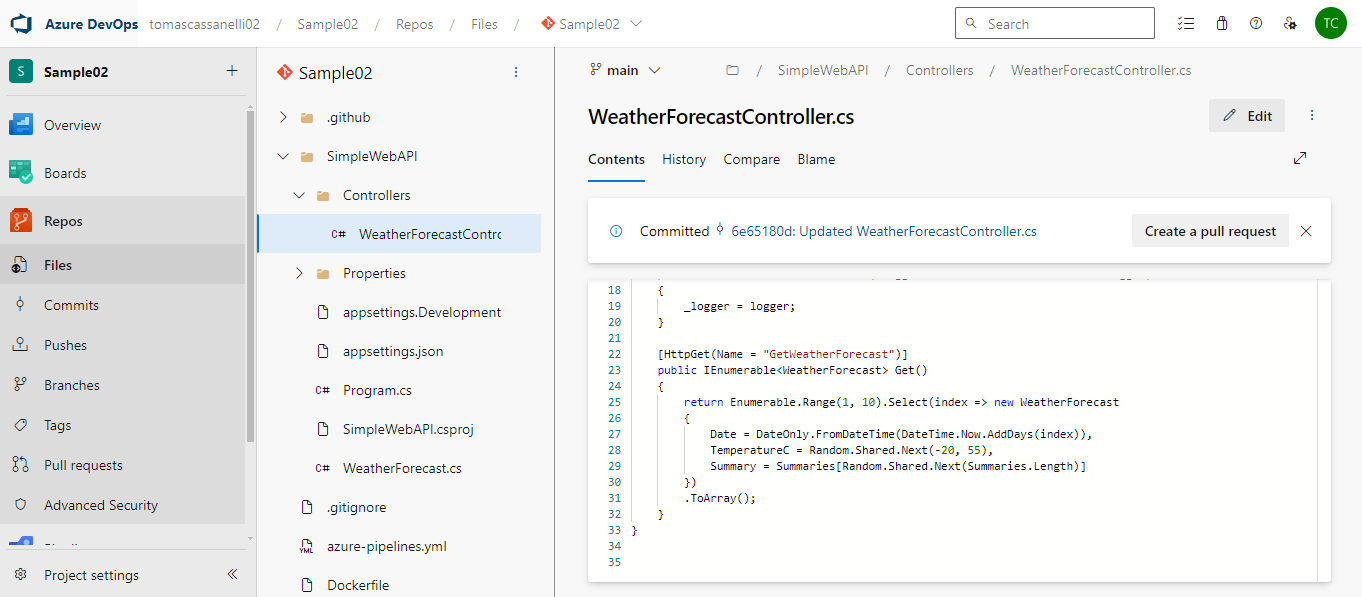 Azure DevOps tomascassanelli02 / Sample02 / Repos / Files / Sample02 Search TC
S Sample02 +
Overview
Boards
Repos
Files
Commits
Pushes
Branches
Tags
Pull requests
Advanced Security
Project settings
Sample02
.github
SimpleWebAPI
Controllers
C# WeatherForecastContrc
Properties
appsettings.Development
appsettings.json
C# Program.cs
SimpleWebAPI.csproj
C# WeatherForecast.cs
.gitignore
YML azure-pipelines.yml
Dockerfile
main / SimpleWebAPI / Controllers / WeatherForecastController.cs
WeatherForecastController.cs
Edit
Contents History Compare Blame
Committed 6e65180d: Updated WeatherForecastController.cs
Create a pull request
18 {
19 _logger = logger;
20 }
21
22 [HttpGet(Name = "GetWeatherForecast")]
23 public IEnumerable<WeatherForecast> Get()
24 {
25 return Enumerable.Range(1, 10).Select(index => new WeatherForecast
26 {
27 Date = DateOnly.FromDateTime(DateTime.Now.AddDays(index)),
28 TemperatureC = Random.Shared.Next(-20, 55),
29 Summary = Summaries[Random.Shared.Next(Summaries.Length)]
30 })
31 .ToArray();
32 }
33 }
34
35